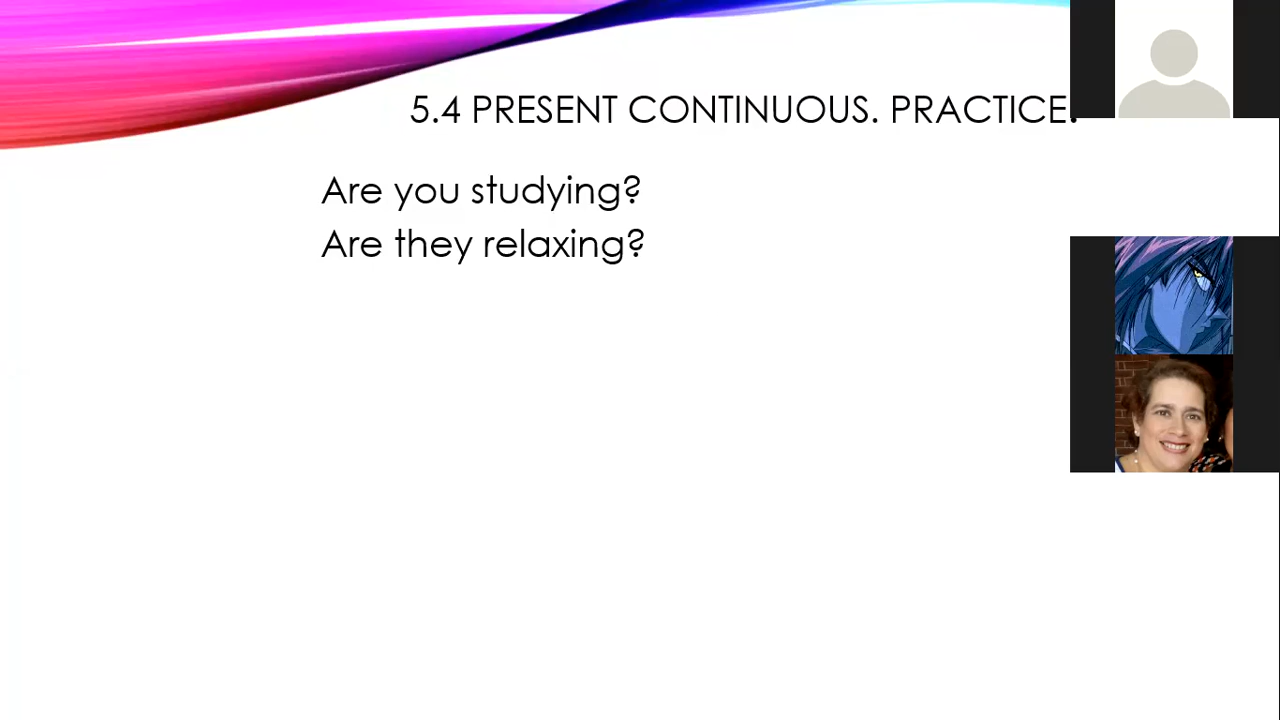 5.4 PRESENT CONTINUOUS. PRACTICE.
Are you studying?
Are they relaxing?